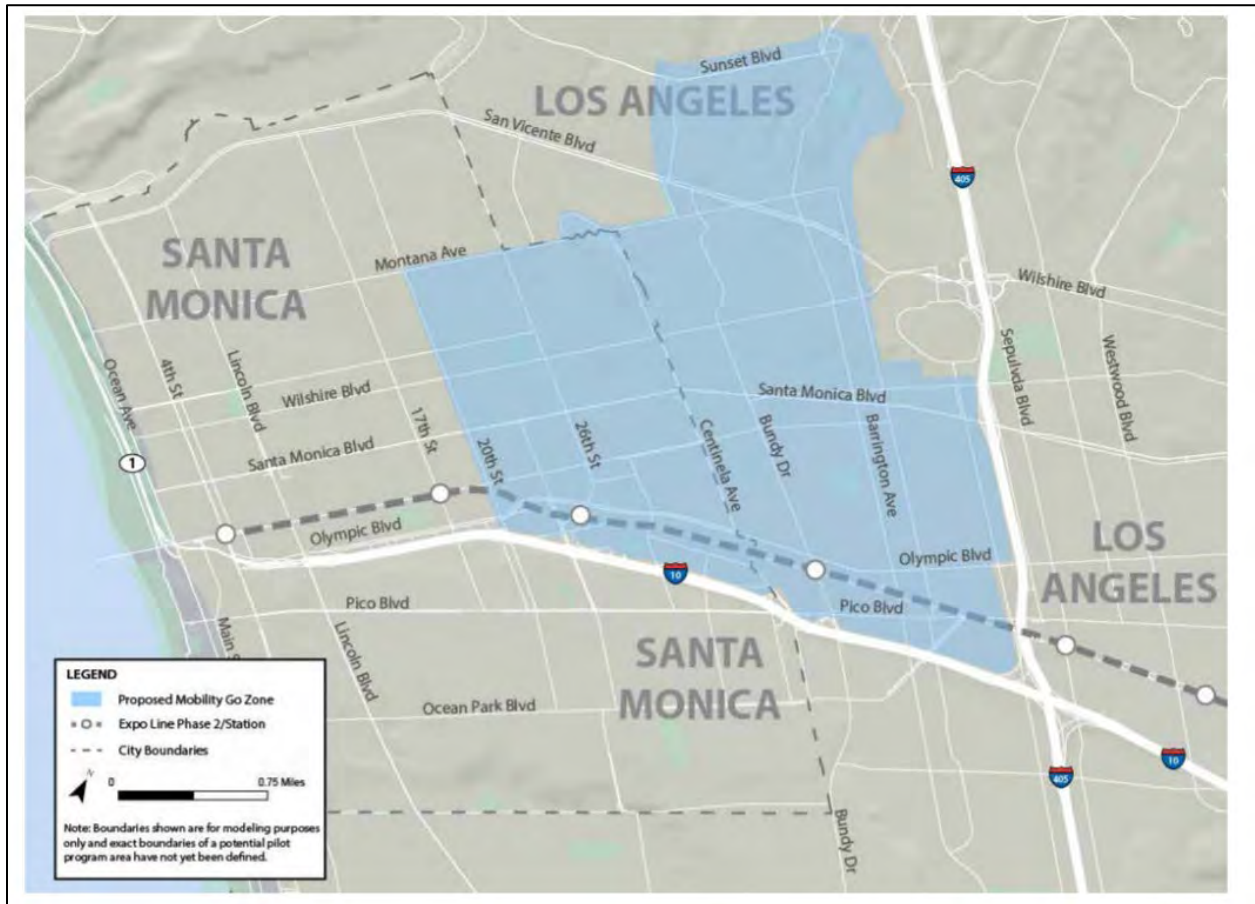 Sunset Blvd
LOS ANGELES
San Vicente Blvd
405
SANTA
MONICA
Montana Ave
Wilshire Blvd
Ocean Ave
4th St
Lincoln Blvd
Wilshire Blvd
17th St
Santa Monica Blvd
20th St
26th St
Centinela Ave
Bundy Dr
Santa Monica Blvd
Barrington Ave
Sepulvda Blvd
Westwood Blvd
1
Olympic Blvd
10
Olympic Blvd
LOS
ANGELES
Pico Blvd
Pico Blvd
Main S
Lincoln Blvd
SANTA
MONICA
Ocean Park Blvd
405
10
Bundy Dr
LEGEND
Proposed Mobility Go Zone
Expo Line Phase 2/Station
City Boundaries
N
0 0.75 Miles
Note: Boundaries shown are for modeling purposes
only and exact boundaries of a potential pilot
program area have not yet been defined.